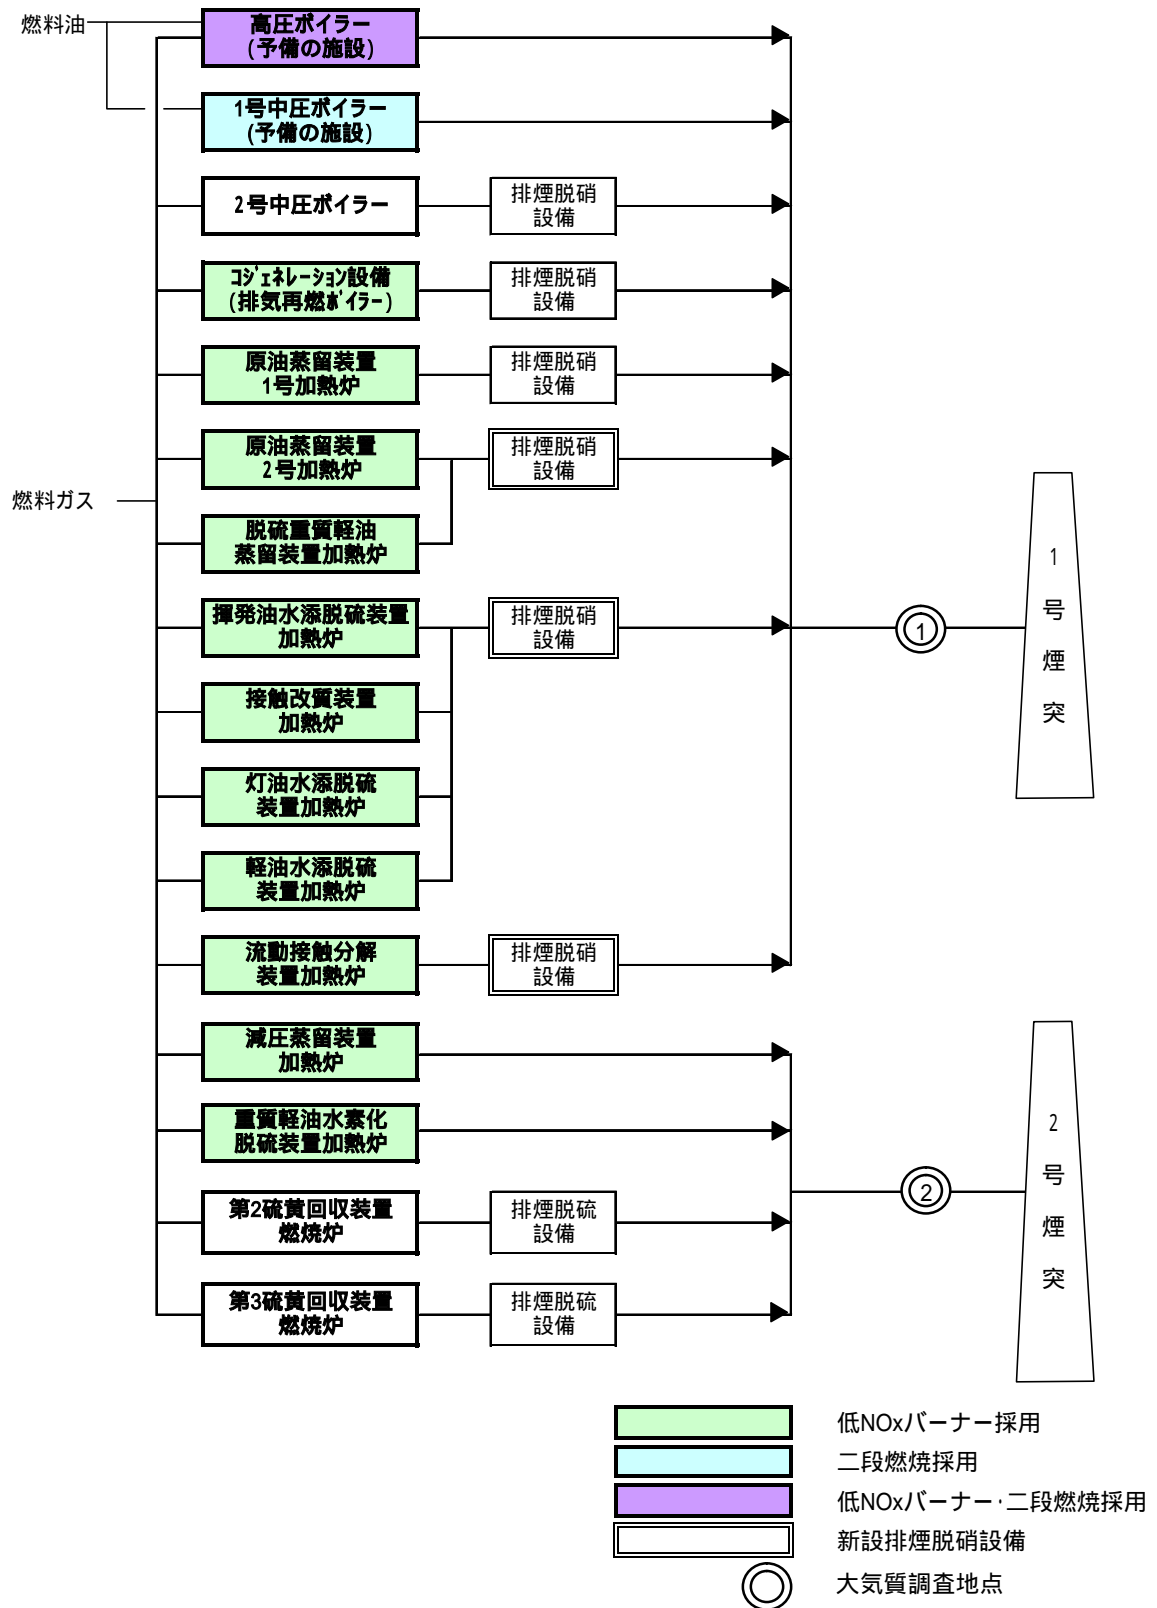 燃料油
高圧ボイラー
(予備の施設)
1号中圧ボイラー
(予備の施設)
2号中圧ボイラー
排煙脱硝
設備
コジェネレーション設備
(排気再燃ボイラー)
排煙脱硝
設備
原油蒸留装置
1号加熱炉
排煙脱硝
設備
原油蒸留装置
2号加熱炉
排煙脱硝
設備
燃料ガス
脱硫重質軽油
蒸留装置加熱炉
揮発油水添脱硫装置
加熱炉
排煙脱硝
設備
接触改質装置
加熱炉
灯油水添脱硫
装置加熱炉
軽油水添脱硫
装置加熱炉
流動接触分解
装置加熱炉
排煙脱硝
設備
①
1
号
煙
突
減圧蒸留装置
加熱炉
重質軽油水素化
脱硫装置加熱炉
第2硫黄回収装置
燃焼炉
排煙脱硫
設備
第3硫黄回収装置
燃焼炉
排煙脱硫
設備
②
2
号
煙
突
低NOxバーナー採用
二段燃焼採用
低NOxバーナー・二段燃焼採用
新設排煙脱硝設備
大気質調査地点